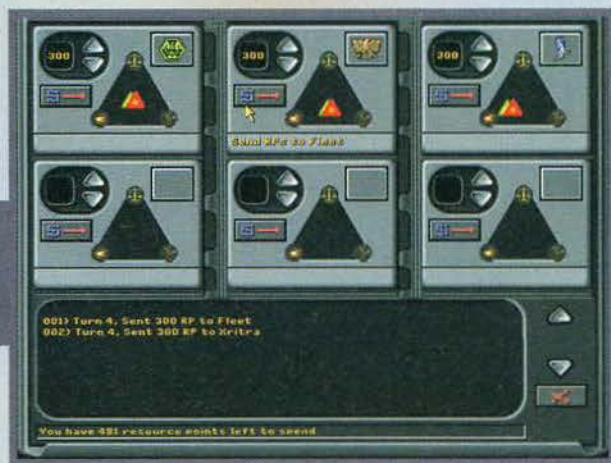 300 300 300
Send RPs to Fleet
001) Turn 4, Sent 300 RP to Fleet
002) Turn 4, Sent 300 RP to Xritra
You have 481 resource points left to spend